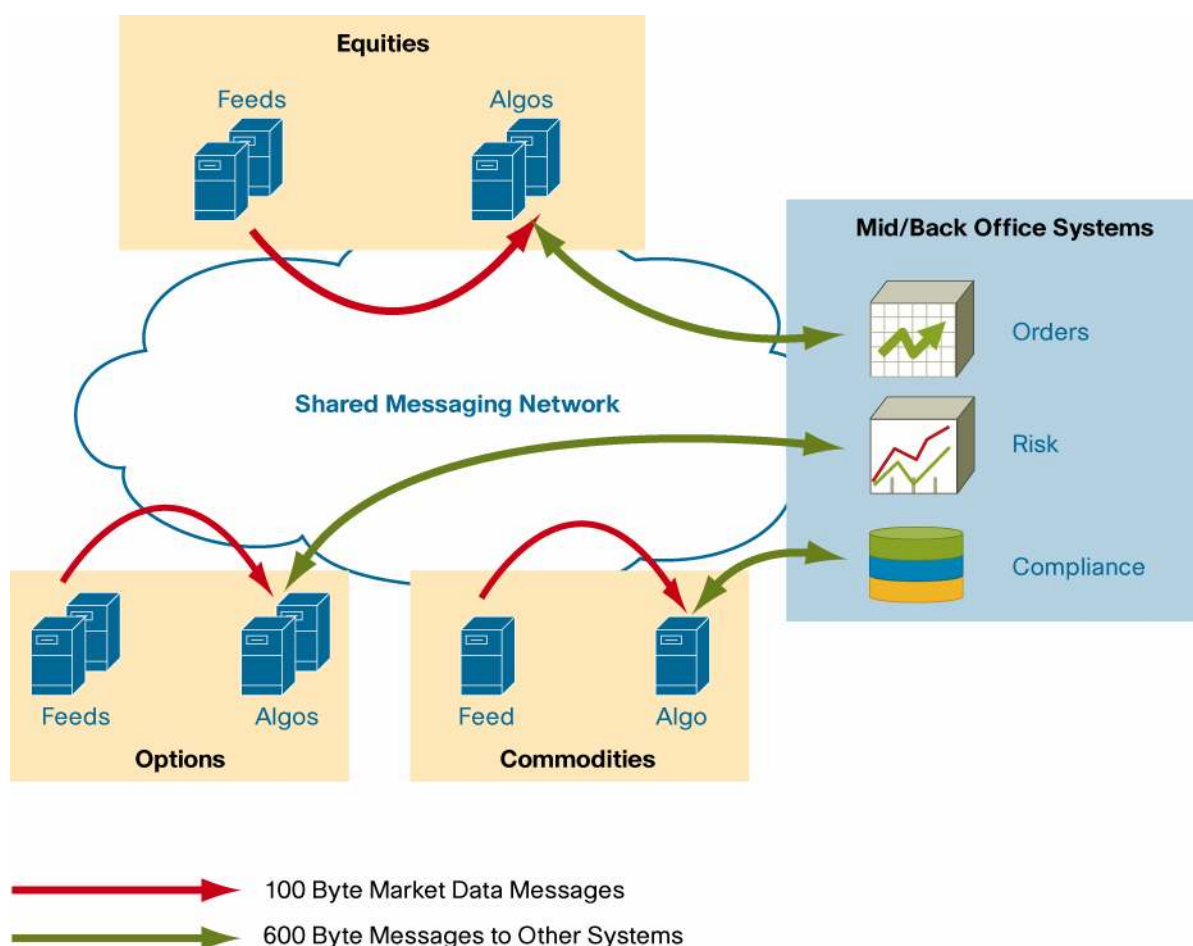 Equities
Feeds
Algos
Mid/Back Office Systems
Orders
Shared Messaging Network
Risk
Compliance
Feeds
Algos
Feed
Algo
Options
Commodities
100 Byte Market Data Messages
600 Byte Messages to Other Systems